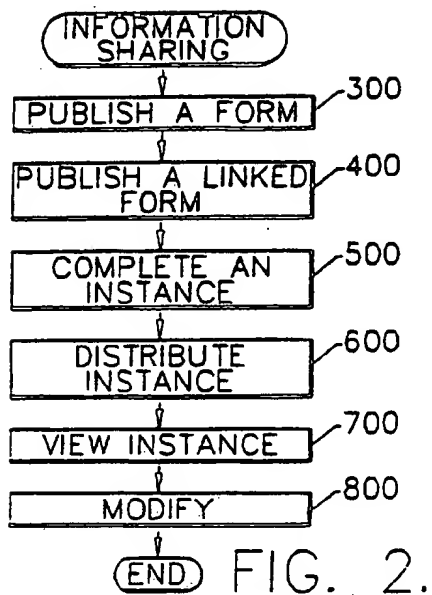 INFORMATION
SHARING
300
PUBLISH A FORM
400
PUBLISH A LINKED
FORM
500
COMPLETE AN
INSTANCE
600
DISTRIBUTE
INSTANCE
700
VIEW INSTANCE
800
MODIFY
END
FIG. 2.